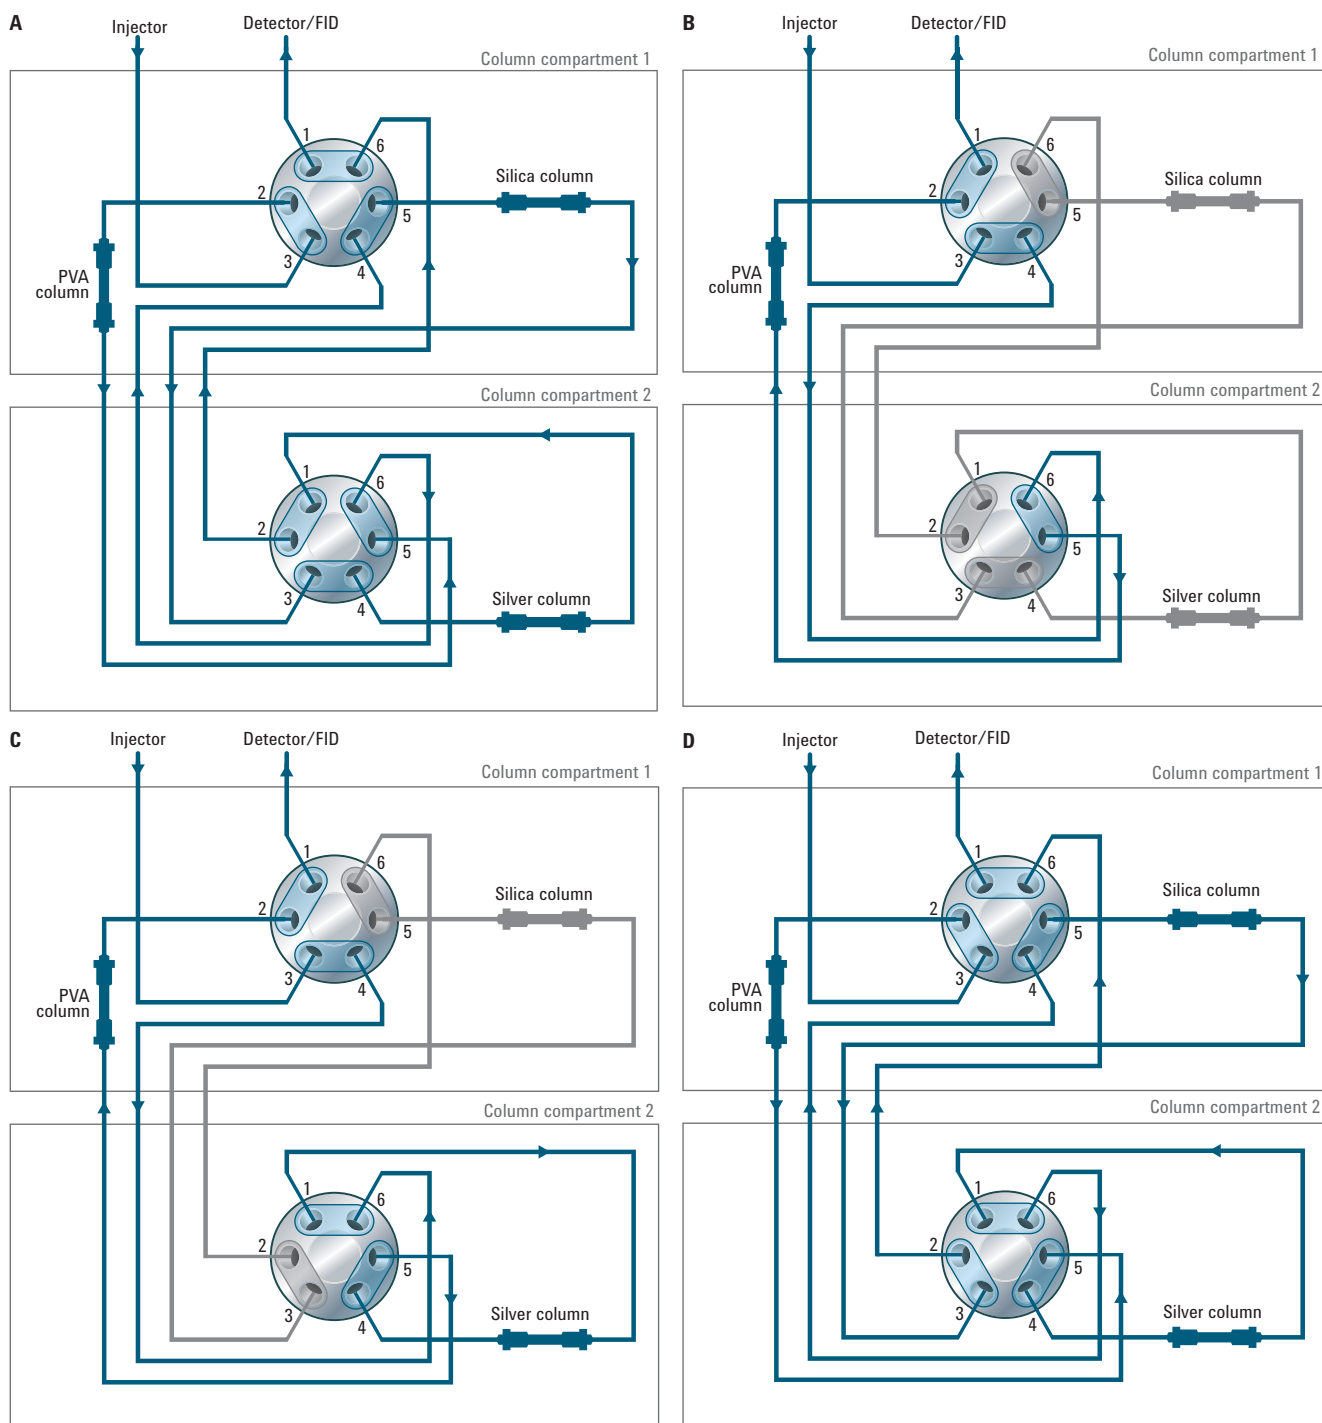 A
Injector
Detector/FID
Column compartment 1
1
6
2
5
3
4
Silica column
PVA
column
Column compartment 2
1
6
2
5
3
4
Silver column
B
Injector
Detector/FID
Column compartment 1
1
6
2
5
3
4
Silica column
PVA
column
Column compartment 2
1
6
2
5
3
4
Silver column
C
Injector
Detector/FID
Column compartment 1
1
6
2
5
3
4
Silica column
PVA
column
Column compartment 2
1
6
2
5
3
4
Silver column
D
Injector
Detector/FID
Column compartment 1
1
6
2
5
3
4
Silica column
PVA
column
Column compartment 2
1
6
2
5
3
4
Silver column